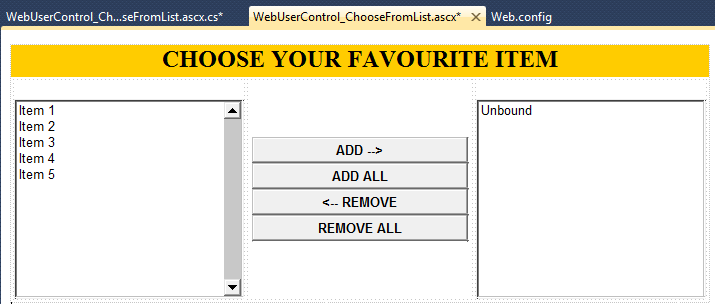 WebUserControl_Ch...seFromList.ascx.cs* WebUserControl_ChooseFromList.ascx* Web.config
CHOOSE YOUR FAVOURITE ITEM
Item 1
Item 2
Item 3
Item 4
Item 5
ADD -->
ADD ALL
<-- REMOVE
REMOVE ALL
Unbound